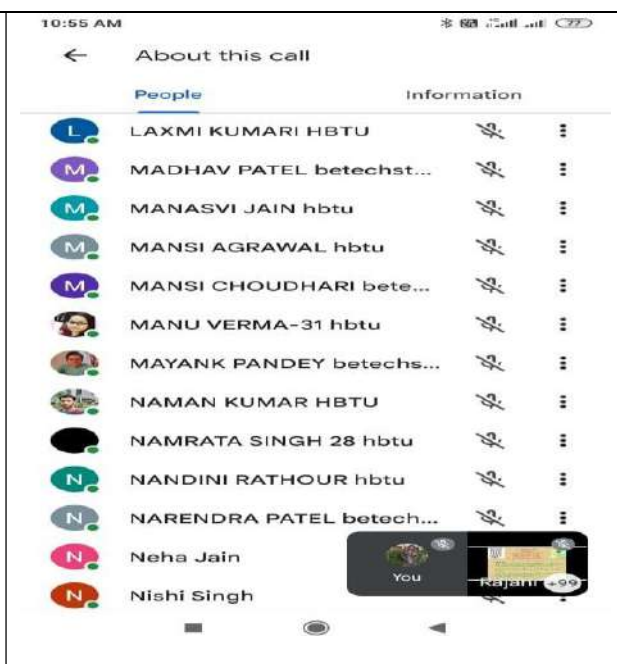 10:55 AM 77
About this call
People Information
L LAXMI KUMARI HBTU
M MADHAV PATEL betechst...
M MANASVI JAIN hbtu
M MANSI AGRAWAL hbtu
M MANSI CHOUDHARI bete...
MANU VERMA-31 hbtu
MAYANK PANDEY betechs...
NAMAN KUMAR HBTU
NAMRATA SINGH 28 hbtu
N NANDINI RATHOUR hbtu
N NARENDRA PATEL betech...
N Neha Jain
You Rajani +99
N Nishi Singh